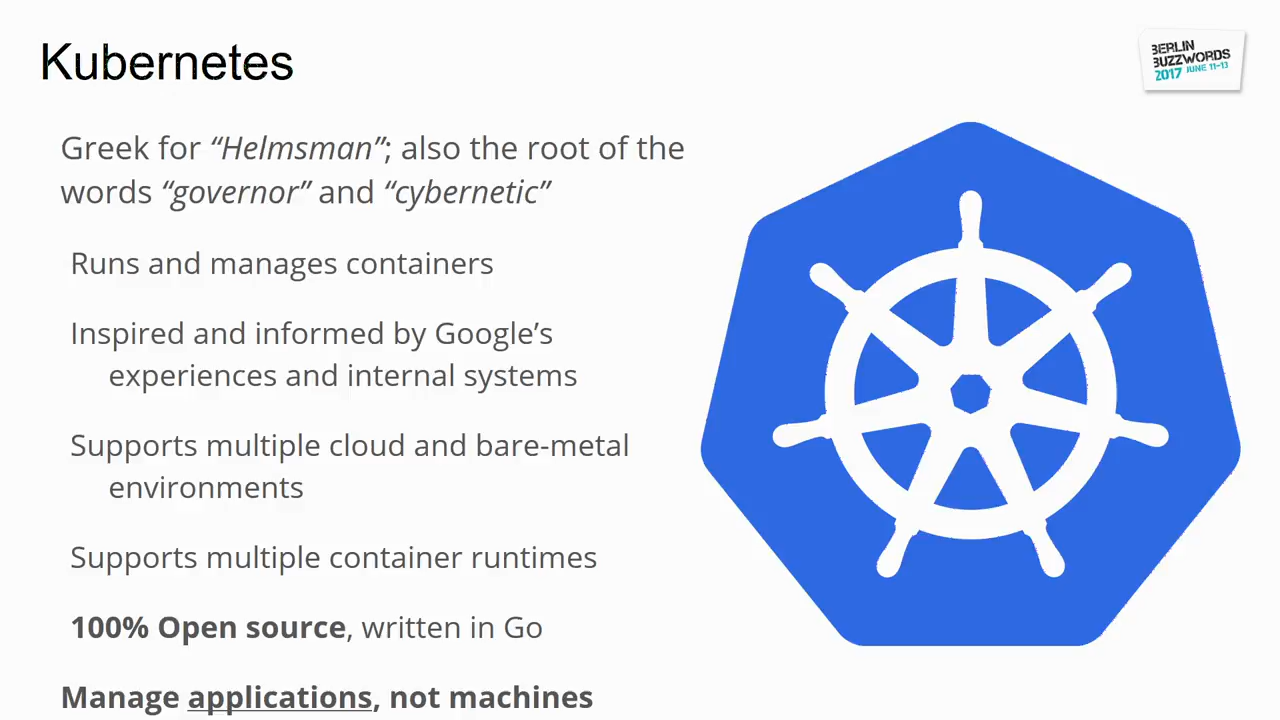 Kubernetes
BERLIN
BUZZWORDS
2017 JUNE 11-13
Greek for “Helmsman”; also the root of the
words “governor” and “cybernetic”
Runs and manages containers
Inspired and informed by Google’s
experiences and internal systems
Supports multiple cloud and bare-metal
environments
Supports multiple container runtimes
100% Open source, written in Go
Manage applications, not machines